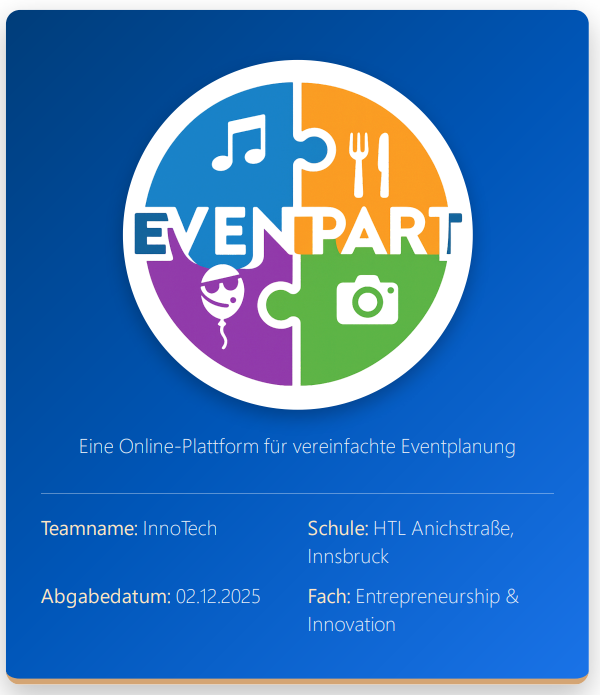 EVENTPART
Eine Online-Plattform für vereinfachte Eventplanung
Teamname: InnoTech
Schule: HTL Anichstraße,
Innsbruck
Abgabedatum: 02.12.2025
Fach: Entrepreneurship &
Innovation